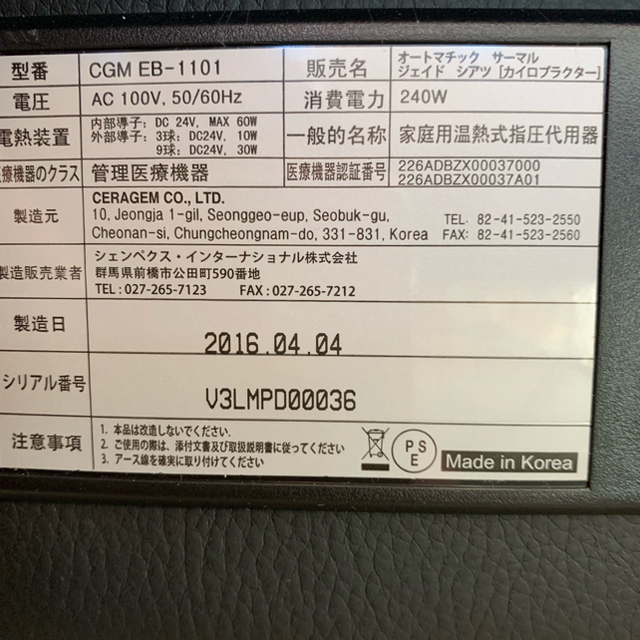 型番 CGM EB-1101 販売名 オートマチック サーマル
ジェイド シアツ [カイロプラクター]
電圧 AC 100V, 50/60Hz 消費電力 240W
電熱装置 内部導子: DC 24V, MAX 60W
外部導子: 3球: DC24V, 10W
9球: DC24V, 30W
一般的名称 家庭用温熱式指圧代用器
医療機器のクラス 管理医療機器 医療機器認証番号 226ADBZX00037000
226ADBZX00037A01
製造元 CERAGEM CO., LTD.
10, Jeongja 1-gil, Seonggeo-eup, Seobuk-gu, TEL. 82-41-523-2550
Cheonan-si, Chungcheongnam-do, 331-831, Korea FAX: 82-41-523-2560
製造販売業者 シェンペクス・インターナショナル株式会社
群馬県前橋市公田町590番地
TEL : 027-265-7123 FAX : 027-265-7212
製造日 2016.04.04
シリアル番号 V3LMPD00036
注意事項 1. 本品は改造しないでください.
2. ご使用の際は、添付文書及び取扱説明書に従ってください
3. アース線を確実に取り付けてください
PSE
Made in Korea